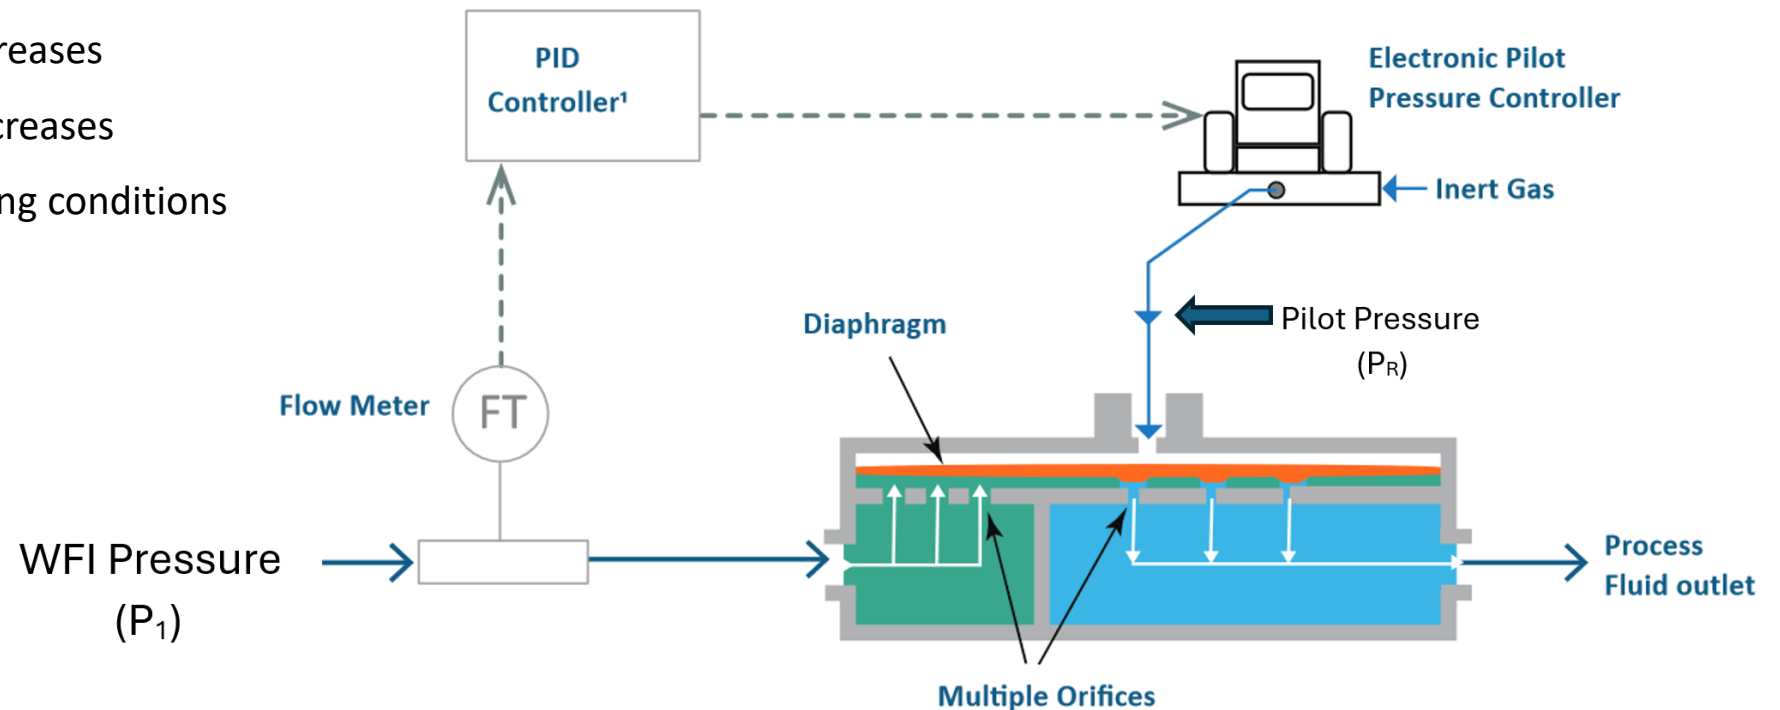 reases
creases
ng conditions
PID
Controller¹
Electronic Pilot
Pressure Controller
Inert Gas
Diaphragm
Pilot Pressure
(PR)
Flow Meter
FT
WFI Pressure
(P1)
Process
Fluid outlet
Multiple Orifices